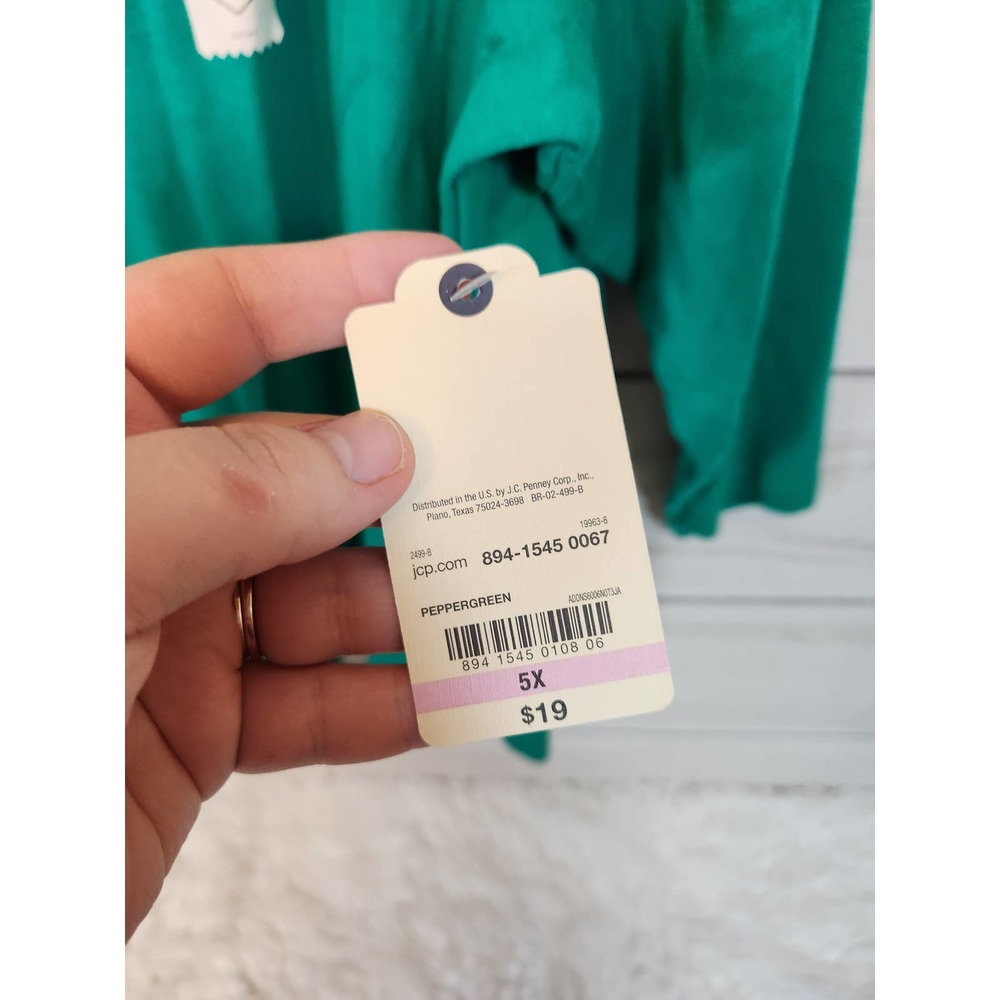 Distributed in the U.S. by J.C. Penney Corp., Inc.,
Plano, Texas 75024-3698 BR-02-499-B
2499-B 19963-B
jcp.com 894-1545 0067
PEPPERGREEN ADDNS6006N0T3JA
894 1545 0108 06
5X
$19